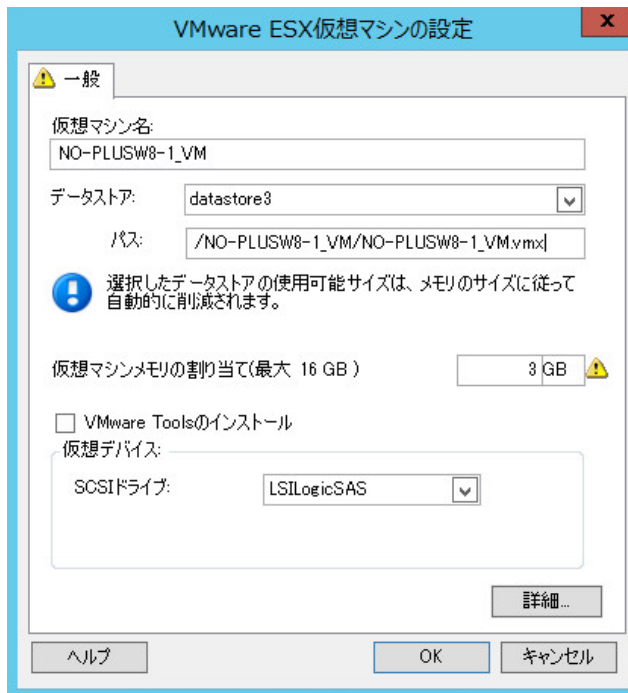 VMware ESX仮想マシンの設定
x
一般
仮想マシン名:
NO-PLUSW8-1_VM
データストア: datastore3
パス: /NO-PLUSW8-1_VM/NO-PLUSW8-1_VM.vmx
選択したデータストアの使用可能サイズは、メモリのサイズに従って
自動的に削減されます。
仮想マシンメモリの割り当て(最大 16 GB ) 3 GB
VMware Toolsのインストール
仮想デバイス:
SCSIドライブ: LSILogicSAS
詳細...
ヘルプ OK キャンセル